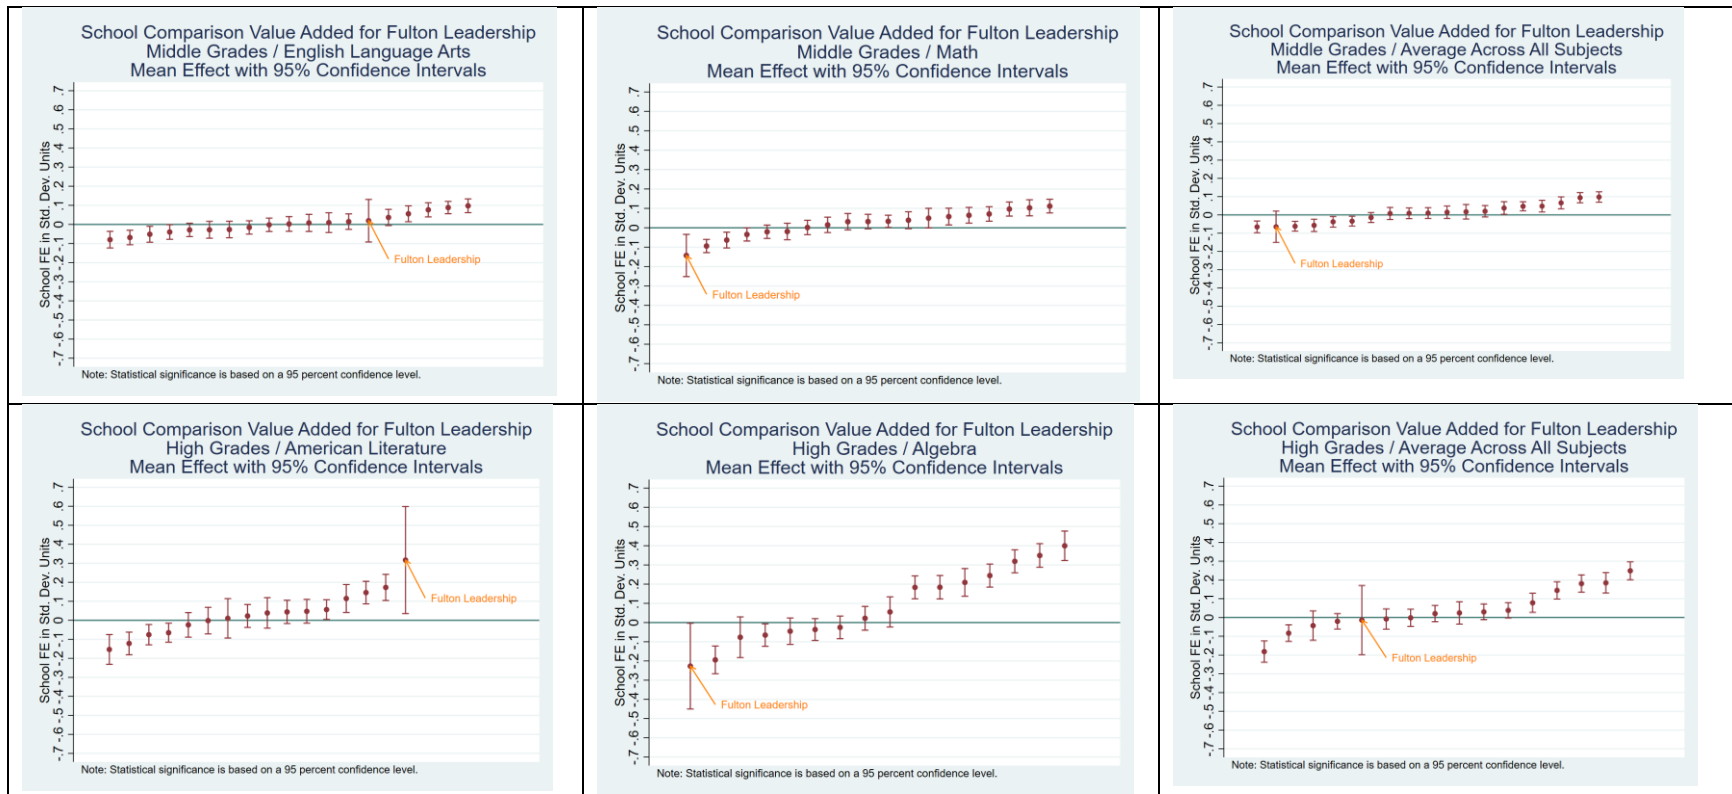 School Comparison Value Added for Fulton Leadership
Middle Grades / English Language Arts
Mean Effect with 95% Confidence Intervals
School FE in Std. Dev. Units
.7
.6
.5
.4
.3
.2
.1
0
-.1
-.2
-.3
-.4
-.5
-.6
-.7
Fulton Leadership
Note: Statistical significance is based on a 95 percent confidence level.
School Comparison Value Added for Fulton Leadership
Middle Grades / Math
Mean Effect with 95% Confidence Intervals
School FE in Std. Dev. Units
.7
.6
.5
.4
.3
.2
.1
0
-.1
-.2
-.3
-.4
-.5
-.6
-.7
Fulton Leadership
Note: Statistical significance is based on a 95 percent confidence level.
School Comparison Value Added for Fulton Leadership
Middle Grades / Average Across All Subjects
Mean Effect with 95% Confidence Intervals
School FE in Std. Dev. Units
.7
.6
.5
.4
.3
.2
.1
0
-.1
-.2
-.3
-.4
-.5
-.6
-.7
Fulton Leadership
Note: Statistical significance is based on a 95 percent confidence level.
School Comparison Value Added for Fulton Leadership
High Grades / American Literature
Mean Effect with 95% Confidence Intervals
School FE in Std. Dev. Units
.7
.6
.5
.4
.3
.2
.1
0
-.1
-.2
-.3
-.4
-.5
-.6
-.7
Fulton Leadership
Note: Statistical significance is based on a 95 percent confidence level.
School Comparison Value Added for Fulton Leadership
High Grades / Algebra
Mean Effect with 95% Confidence Intervals
School FE in Std. Dev. Units
.7
.6
.5
.4
.3
.2
.1
0
-.1
-.2
-.3
-.4
-.5
-.6
-.7
Fulton Leadership
Note: Statistical significance is based on a 95 percent confidence level.
School Comparison Value Added for Fulton Leadership
High Grades / Average Across All Subjects
Mean Effect with 95% Confidence Intervals
School FE in Std. Dev. Units
.7
.6
.5
.4
.3
.2
.1
0
-.1
-.2
-.3
-.4
-.5
-.6
-.7
Fulton Leadership
Note: Statistical significance is based on a 95 percent confidence level.